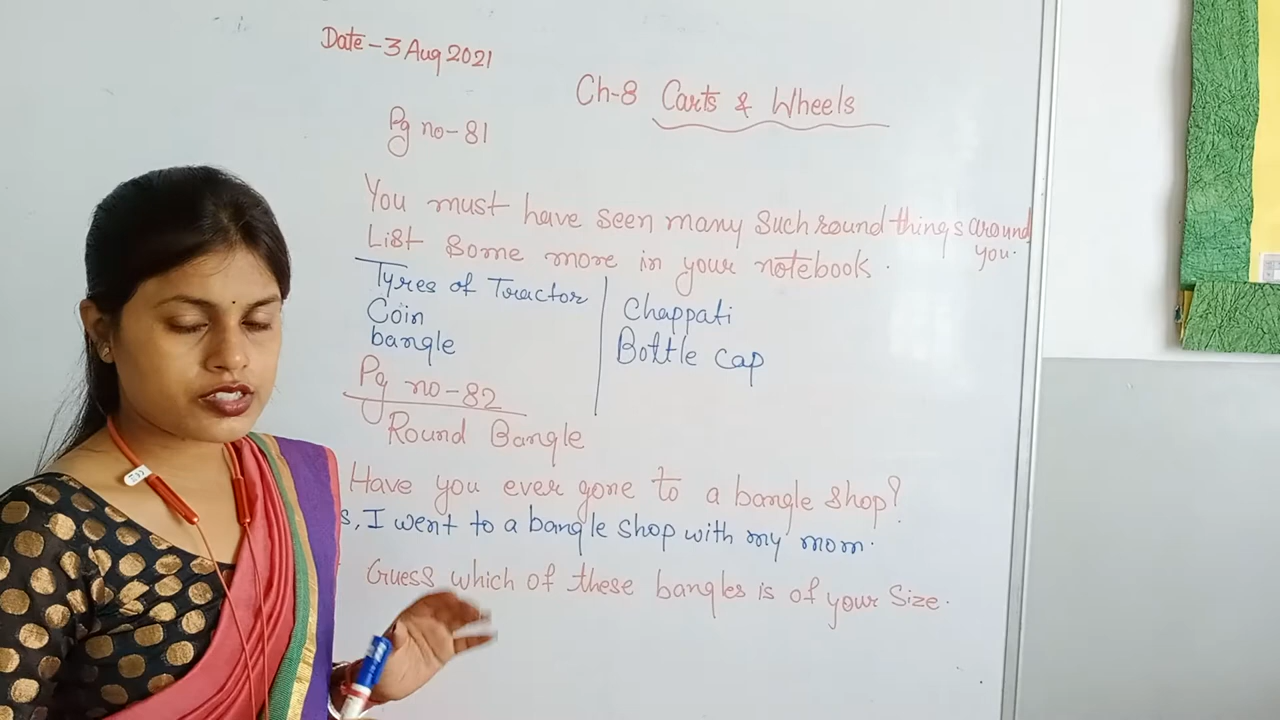 Date - 3 Aug 2021
Ch-8 Carts & Wheels
Pg no - 81
You must have seen many such round things around you.
List some more in your notebook.
Tyres of Tractor
Coin
bangle
Chappati
Bottle cap
Pg no - 82
Round Bangle
Have you ever gone to a bangle shop?
s, I went to a bangle shop with my mom.
Guess which of these bangles is of your Size.